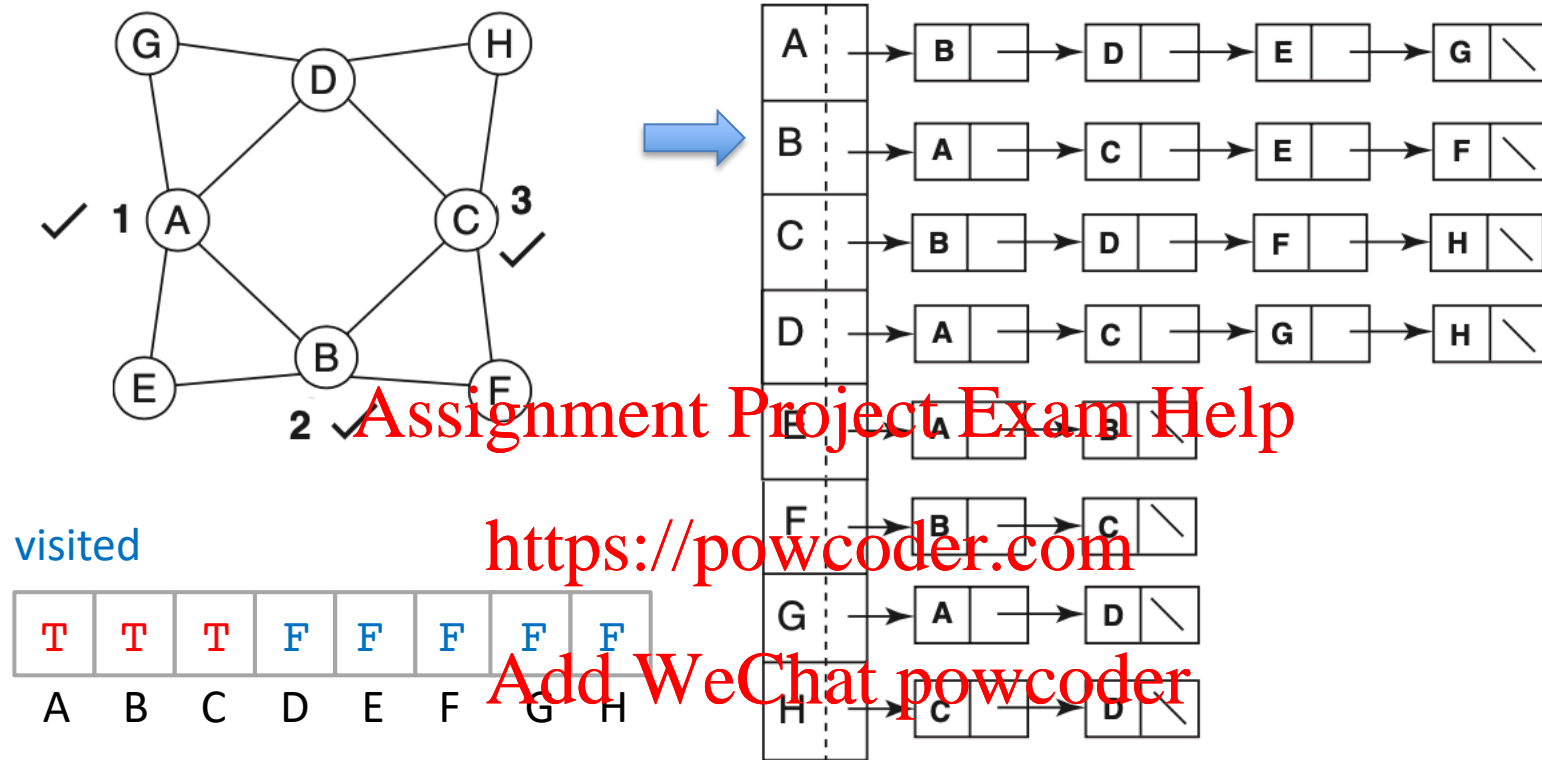 G
H
D
A
C
1
3
B
E
F
2
visited
T T T F F F F F
A B C D E F G H
A B D E G
B A C E F
C B D F H
D A C G H
E A B
F B C
G A D
H C D
Assignment Project Exam Help
https://powcoder.com
Add WeChat powcoder